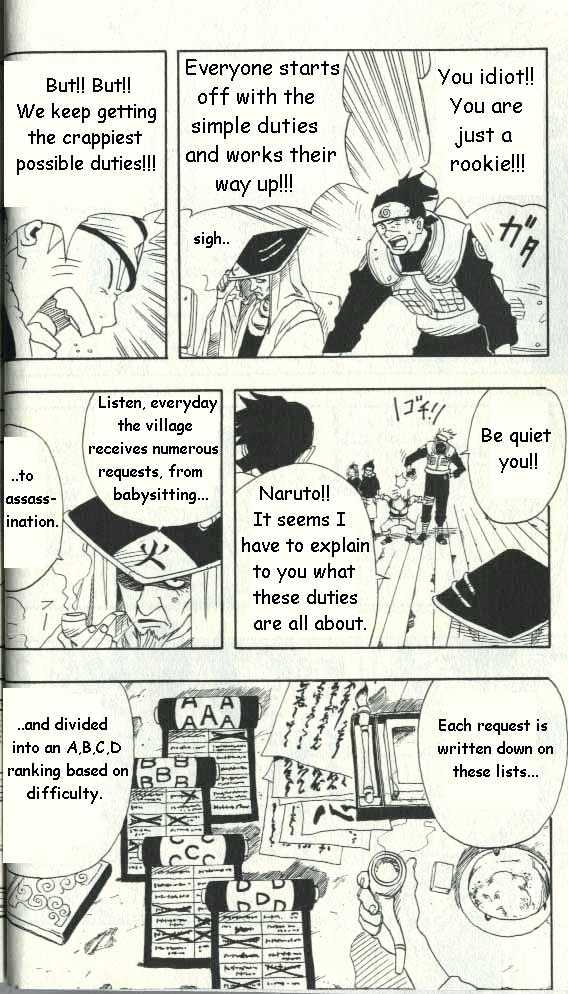 You idiot!!
You are
just a
rookie!!!
Everyone starts
off with the
simple duties
and works their
way up!!!
ガタ
sigh..
But!! But!!
We keep getting
the crappiest
possible duties!!!
Be quiet
you!!
ゴチ!!
Naruto!!
It seems I
have to explain
to you what
these duties
are all about.
Listen, everyday
the village
receives numerous
requests, from
babysitting...
火
..to
assass-
ination.
Each request is
written down on
these lists...
..and divided
into an A,B,C,D
ranking based on
difficulty.
A A A A A
B B B B B
C C C C C
D D D D D